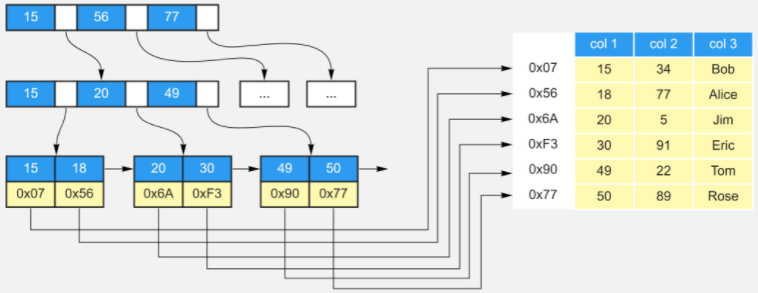 15 56 77
15 20 49
... ...
15 18 20 30 49 50
0x07 0x56 0x6A 0xF3 0x90 0x77
col 1 col 2 col 3
0x07 15 34 Bob
0x56 18 77 Alice
0x6A 20 5 Jim
0xF3 30 91 Eric
0x90 49 22 Tom
0x77 50 89 Rose